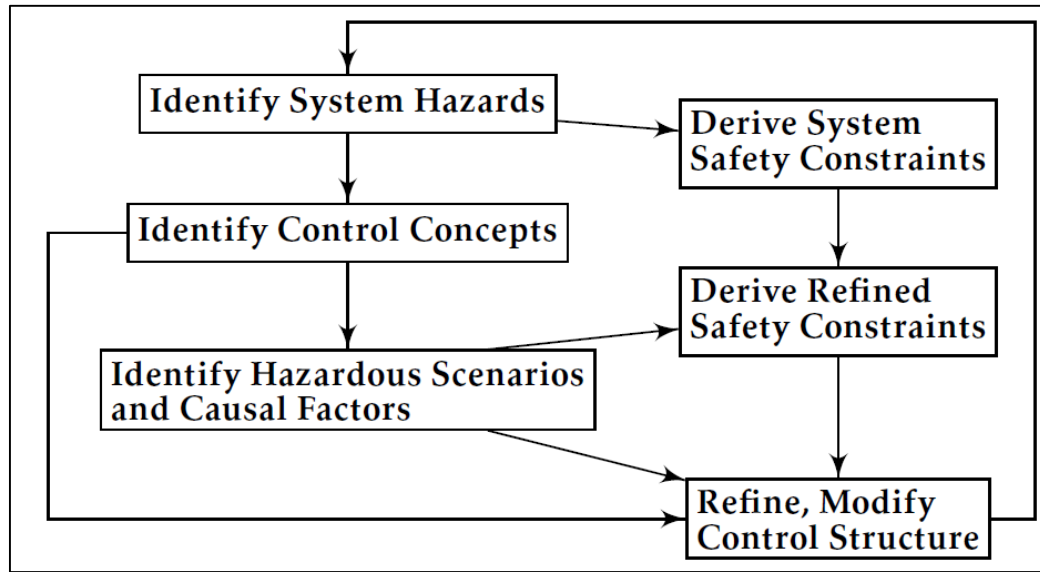 Identify System Hazards
Derive System
Safety Constraints
Identify Control Concepts
Derive Refined
Safety Constraints
Identify Hazardous Scenarios
and Causal Factors
Refine, Modify
Control Structure